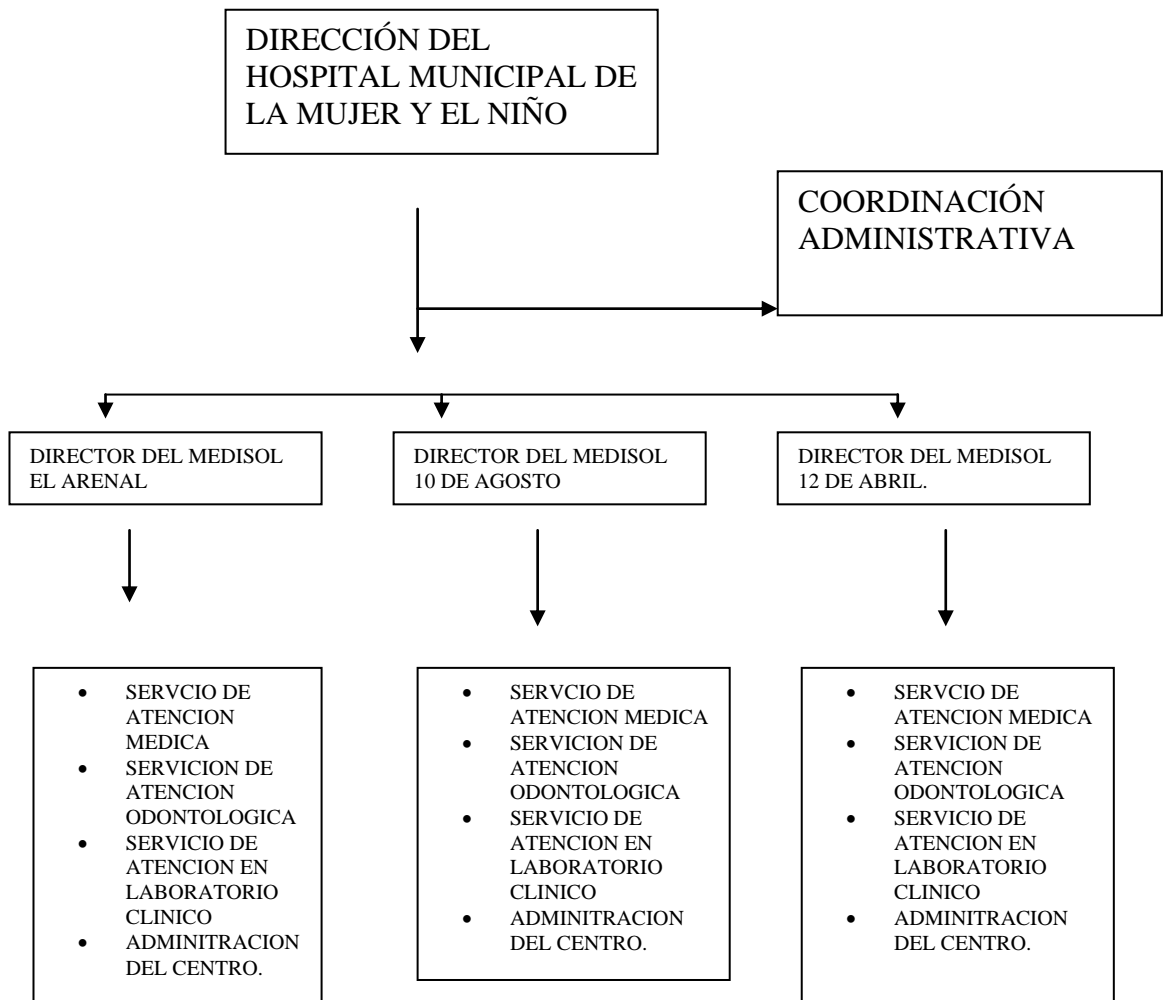 DIRECCIÓN DEL
HOSPITAL MUNICIPAL DE
LA MUJER Y EL NIÑO
COORDINACIÓN
ADMINISTRATIVA
DIRECTOR DEL MEDISOL
EL ARENAL
DIRECTOR DEL MEDISOL
10 DE AGOSTO
DIRECTOR DEL MEDISOL
12 DE ABRIL.
• SERVCIO DE
ATENCION
MEDICA
• SERVICION DE
ATENCION
ODONTOLOGICA
• SERVICIO DE
ATENCION EN
LABORATORIO
CLINICO
• ADMINITRACION
DEL CENTRO.
• SERVCIO DE
ATENCION MEDICA
• SERVICION DE
ATENCION
ODONTOLOGICA
• SERVICIO DE
ATENCION EN
LABORATORIO
CLINICO
• ADMINITRACION
DEL CENTRO.
• SERVCIO DE
ATENCION MEDICA
• SERVICION DE
ATENCION
ODONTOLOGICA
• SERVICIO DE
ATENCION EN
LABORATORIO
CLINICO
• ADMINITRACION
DEL CENTRO.